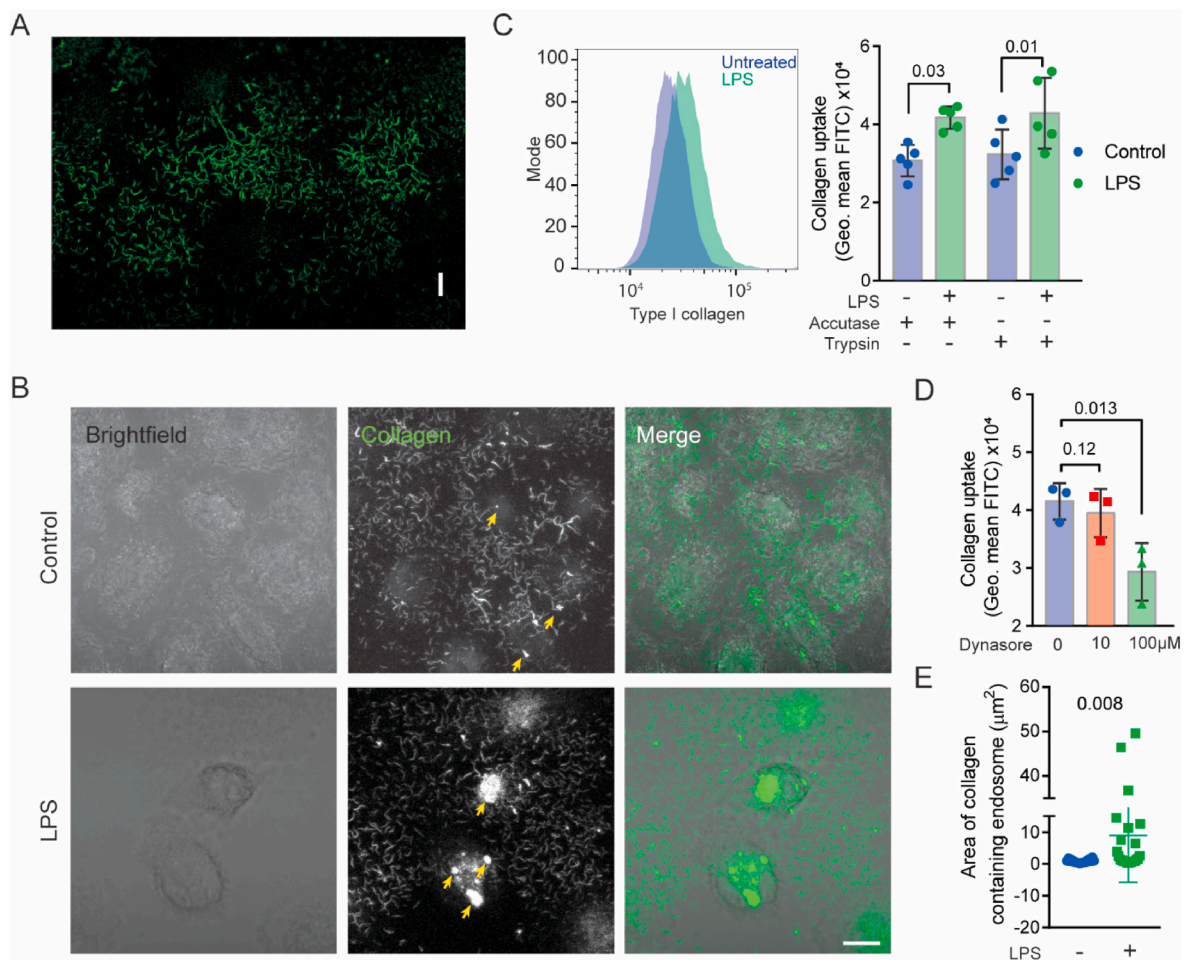 A
B
Brightfield
Collagen
Merge
Control
LPS
C
Untreated
LPS
Mode
100
80
60
40
20
0
10⁴
10⁵
Type I collagen
Collagen uptake
(Geo. mean FITC) x10⁴
6
4
2
0
0.03
0.01
Control
LPS
LPS - + - +
Accutase + + - -
Trypsin - - + +
D
Collagen uptake
(Geo. mean FITC) x10⁴
6
5
4
3
2
0.013
0.12
Dynasore 0 10 100µM
E
Area of collagen
containing endosome (µm²)
60
50
40
30
10
0
-10
-20
0.008
LPS - +